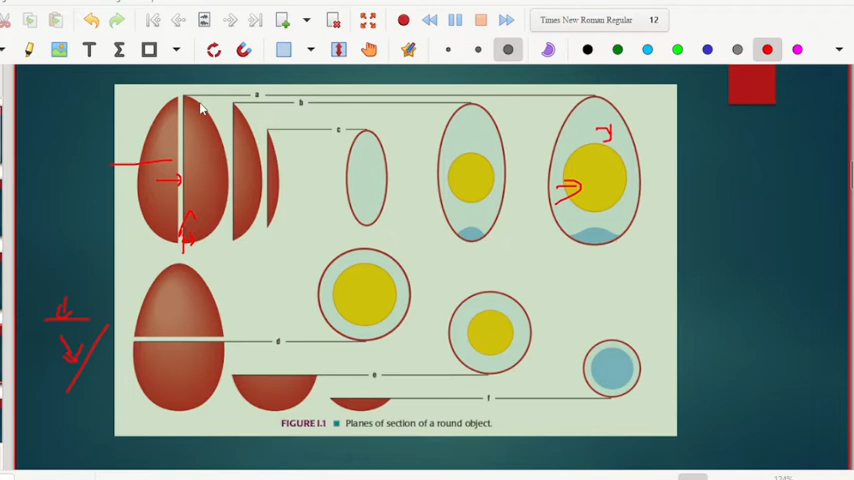 Times New Roman Regular 12
a
b
c
d
e
f
FIGURE I.1 ■ Planes of section of a round object.